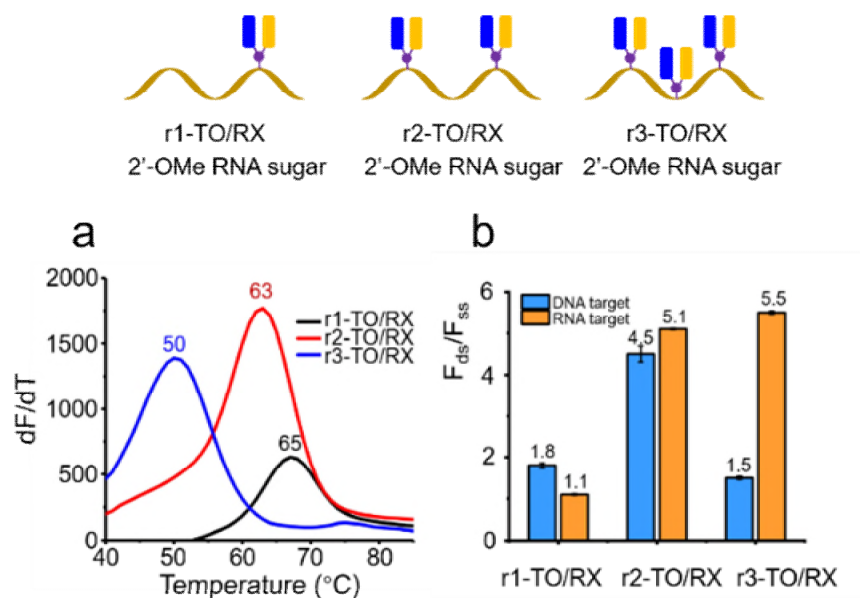 r1-TO/RX r2-TO/RX r3-TO/RX
2'-OMe RNA sugar 2'-OMe RNA sugar 2'-OMe RNA sugar
a b
2000
1500
1000
500
0
dF/dT
50
63
65
r1-TO/RX
r2-TO/RX
r3-TO/RX
40 50 60 70 80
Temperature (°C)
6
4
2
0
Fds/Fss
DNA target
RNA target
1.8
1.1
4.5
5.1
1.5
5.5
r1-TO/RX r2-TO/RX r3-TO/RX